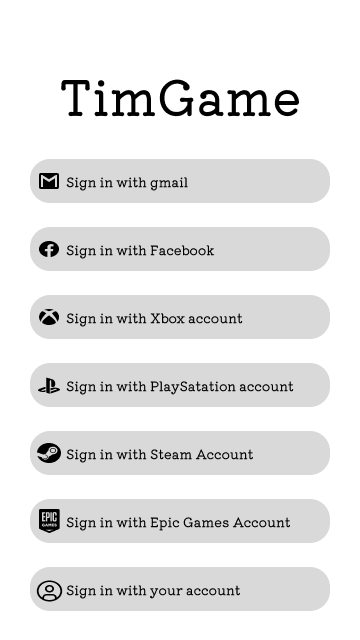 TimGame
Sign in with gmail
Sign in with Facebook
Sign in with Xbox account
Sign in with PlaySatation account
Sign in with Steam Account
EPIC
GAMES
Sign in with Epic Games Account
Sign in with your account